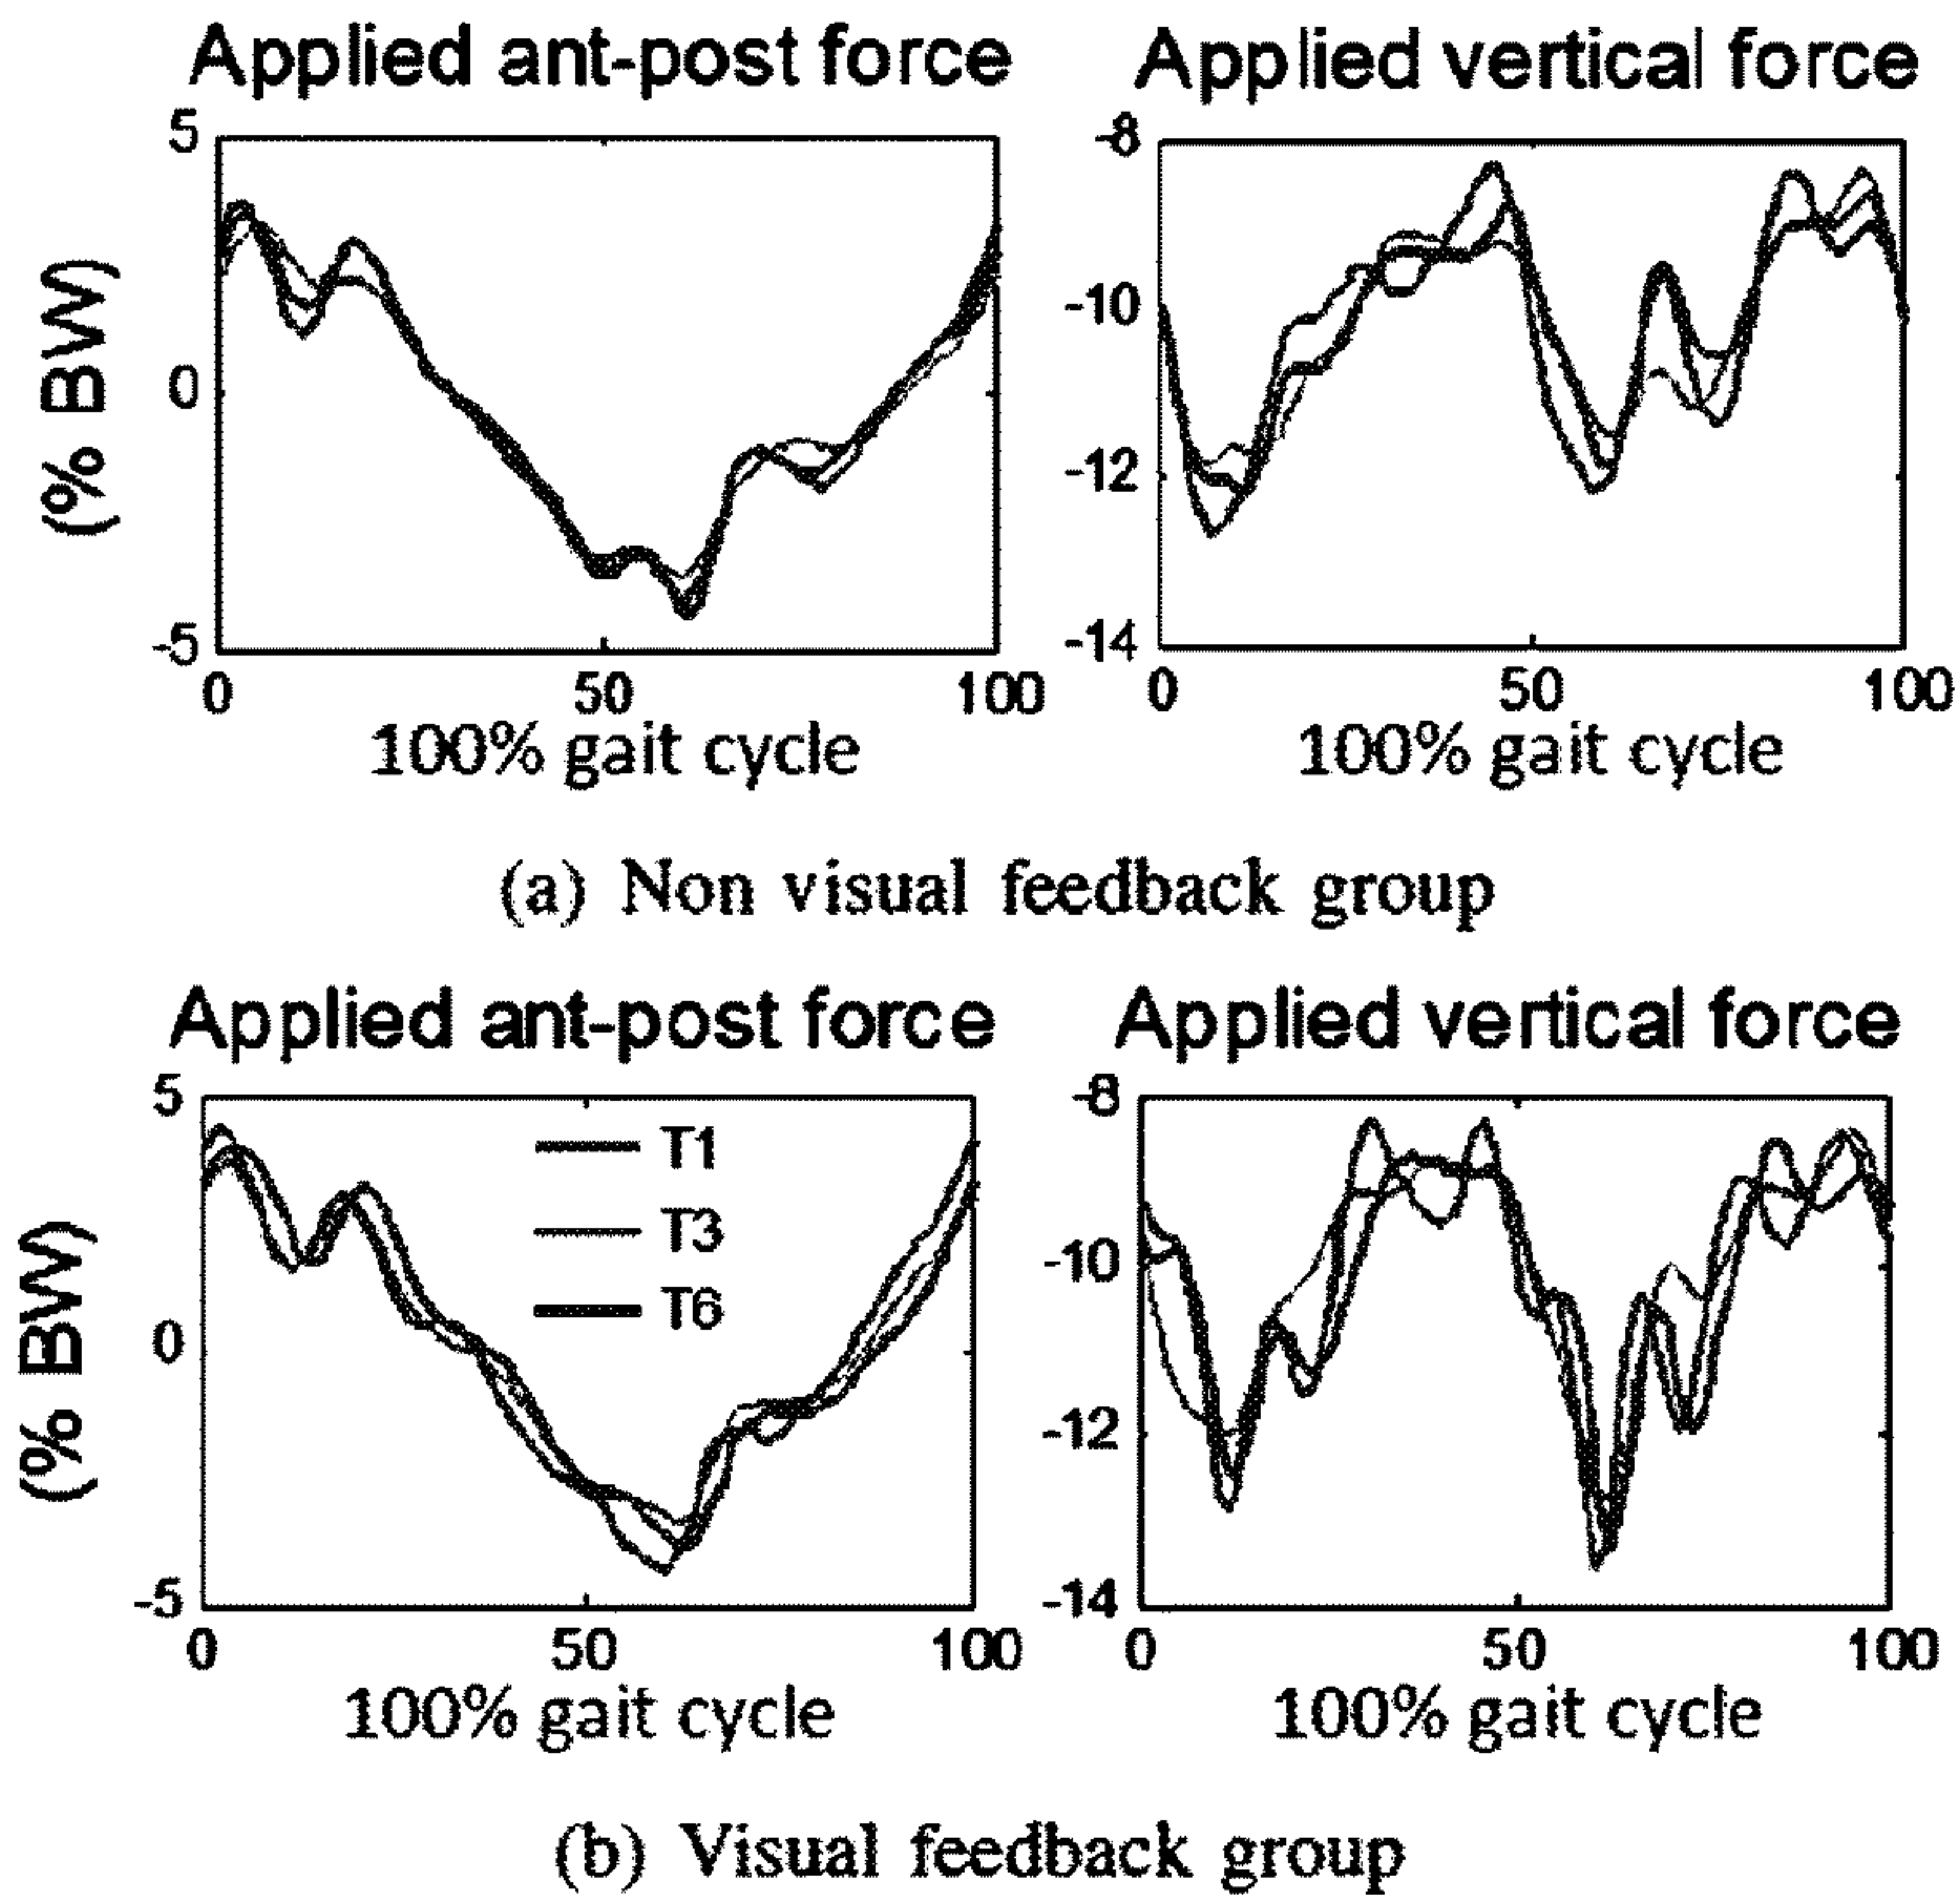 Applied ant-post force Applied vertical force
(% BW)
5
0
-5
0 50 100
100% gait cycle
-8
-10
-12
-14
0 50 100
100% gait cycle
(a) Non visual feedback group
Applied ant-post force Applied vertical force
(% BW)
5
0
-5
T1
T3
T6
0 50 100
100% gait cycle
-8
-10
-12
-14
0 50 100
100% gait cycle
(b) Visual feedback group